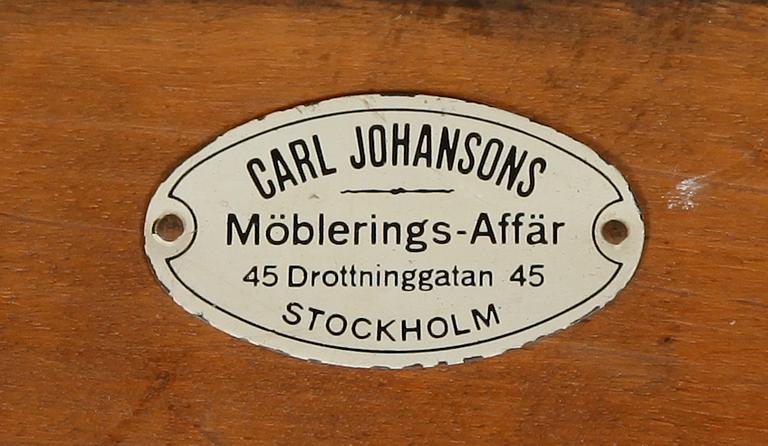 CARL JOHANSONS
Möblerings-Affär
45 Drottninggatan 45
STOCKHOLM